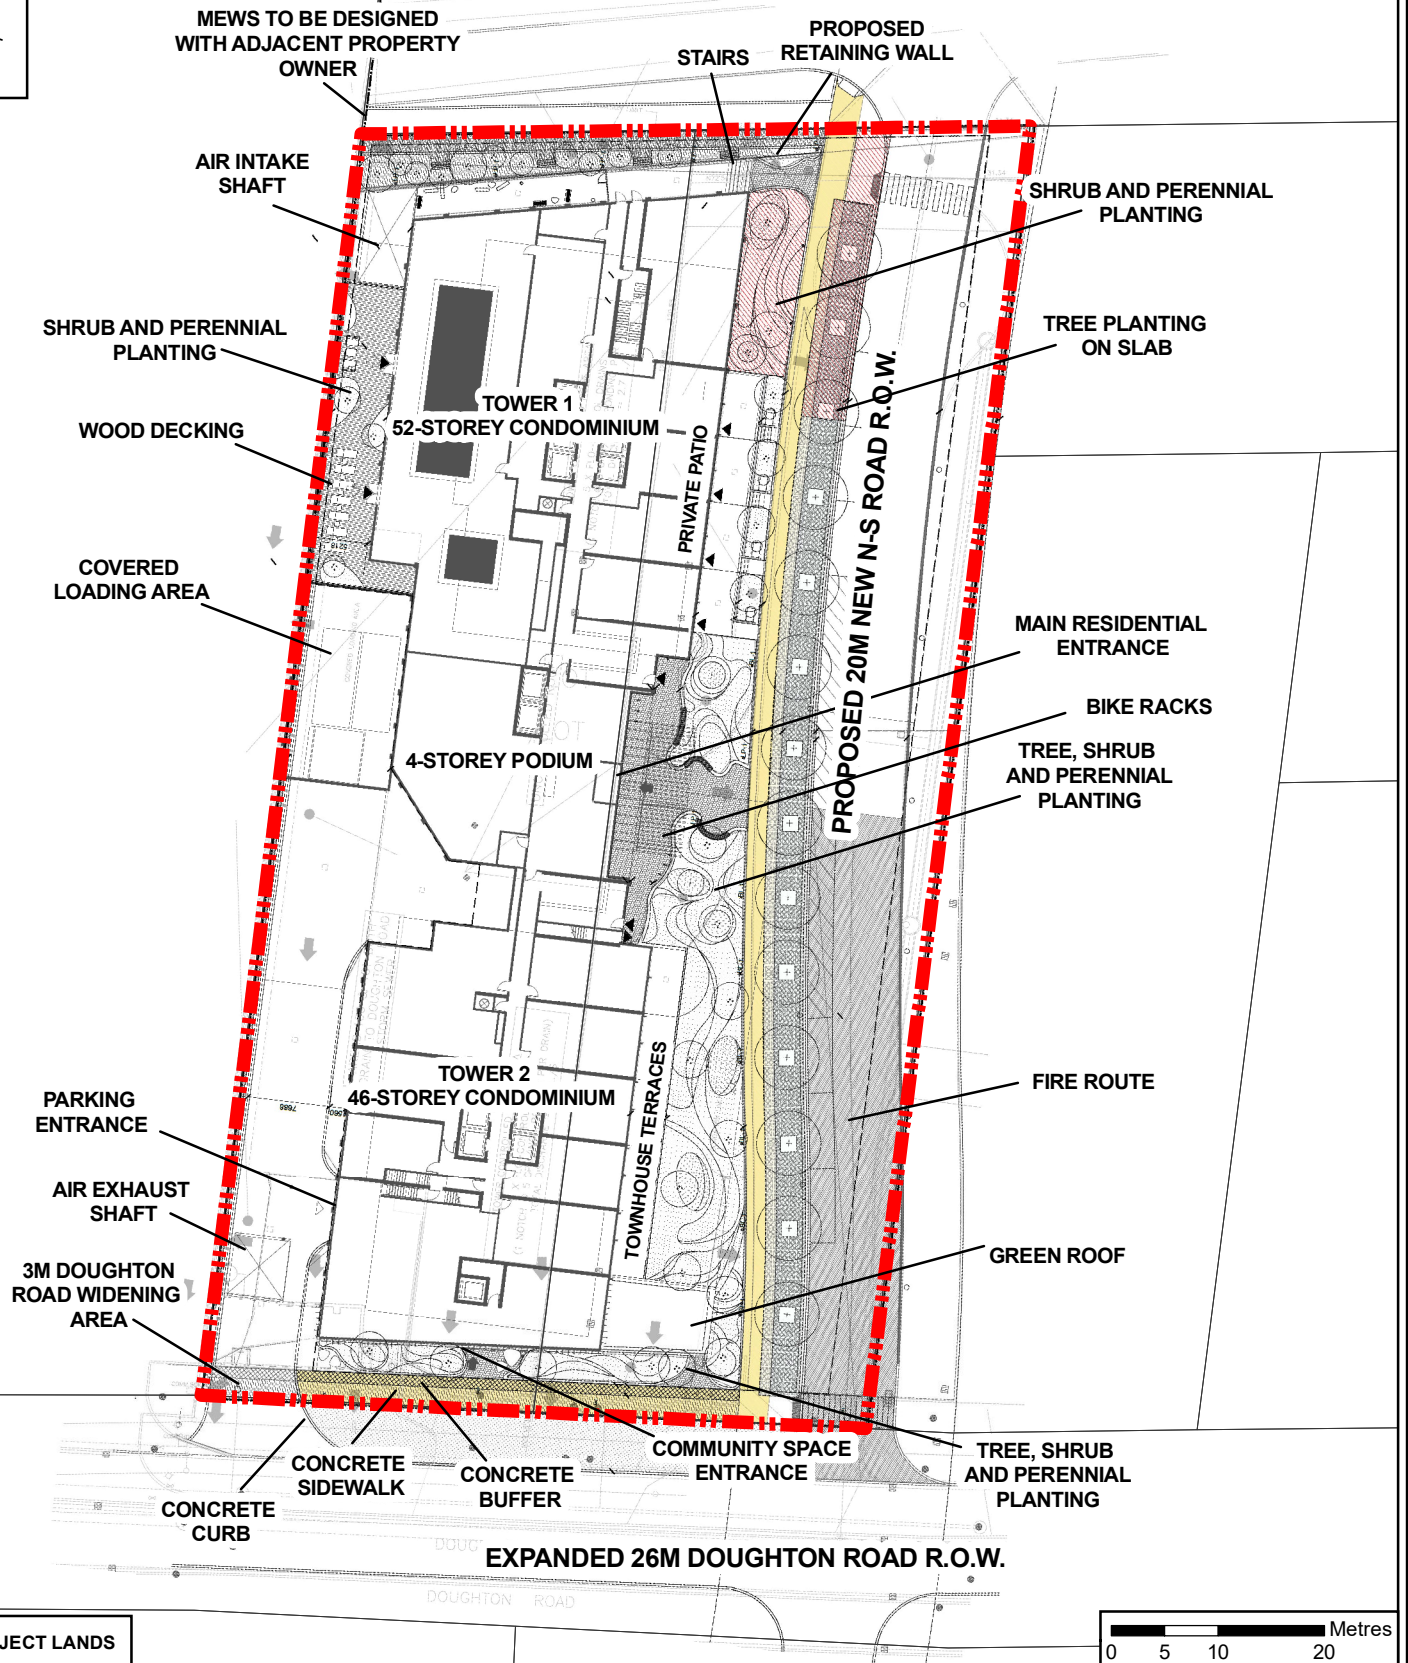 MEWS TO BE DESIGNED
WITH ADJACENT PROPERTY
OWNER
STAIRS
PROPOSED
RETAINING WALL
AIR INTAKE
SHAFT
SHRUB AND PERENNIAL
PLANTING
SHRUB AND PERENNIAL
PLANTING
TREE PLANTING
ON SLAB
WOOD DECKING
TOWER 1
52-STOREY CONDOMINIUM
PRIVATE PATIO
PROPOSED 20M NEW N-S ROAD R.O.W.
COVERED
LOADING AREA
MAIN RESIDENTIAL
ENTRANCE
BIKE RACKS
4-STOREY PODIUM
TREE, SHRUB
AND PERENNIAL
PLANTING
TOWER 2
46-STOREY CONDOMINIUM
TOWNHOUSE TERRACES
FIRE ROUTE
PARKING
ENTRANCE
AIR EXHAUST
SHAFT
GREEN ROOF
3M DOUGHTON
ROAD WIDENING
AREA
CONCRETE
SIDEWALK
CONCRETE
BUFFER
COMMUNITY SPACE
ENTRANCE
TREE, SHRUB
AND PERENNIAL
PLANTING
CONCRETE
CURB
EXPANDED 26M DOUGHTON ROAD R.O.W.
DOUGHTON ROAD
JECT LANDS
Metres
0 5 10 20